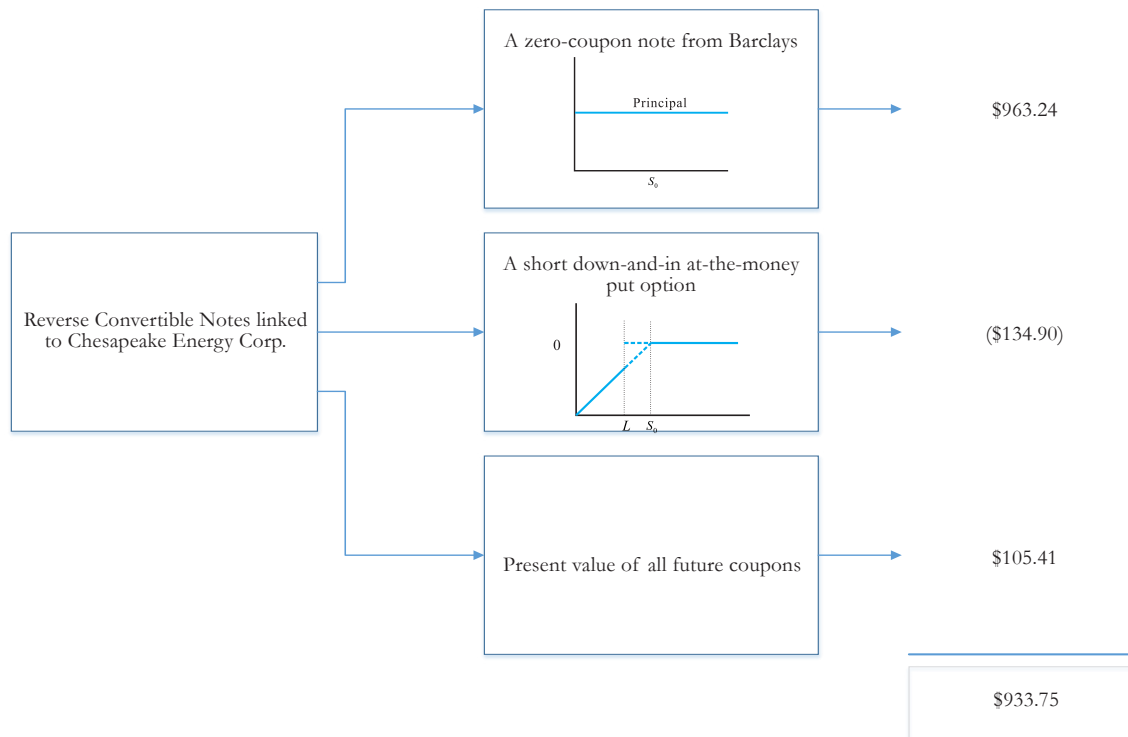 A zero-coupon note from Barclays
Principal
S₀
$963.24
Reverse Convertible Notes linked
to Chesapeake Energy Corp.
A short down-and-in at-the-money
put option
0
L S₀
($134.90)
Present value of all future coupons
$105.41
$933.75